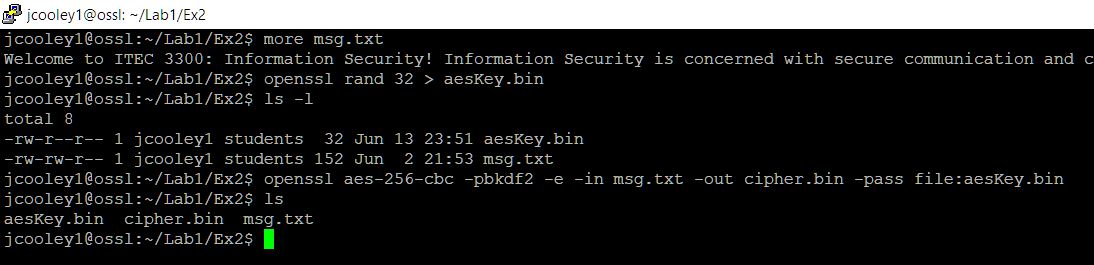 jcooley1@ossl: ~/Lab1/Ex2
jcooley1@ossl:~/Lab1/Ex2$ more msg.txt
Welcome to ITEC 3300: Information Security! Information Security is concerned with secure communication and c
jcooley1@ossl:~/Lab1/Ex2$ openssl rand 32 > aesKey.bin
jcooley1@ossl:~/Lab1/Ex2$ ls -l
total 8
-rw-r--r-- 1 jcooley1 students  32 Jun 13 23:51 aesKey.bin
-rw-rw-r-- 1 jcooley1 students 152 Jun  2 21:53 msg.txt
jcooley1@ossl:~/Lab1/Ex2$ openssl aes-256-cbc -pbkdf2 -e -in msg.txt -out cipher.bin -pass file:aesKey.bin
jcooley1@ossl:~/Lab1/Ex2$ ls
aesKey.bin  cipher.bin  msg.txt
jcooley1@ossl:~/Lab1/Ex2$